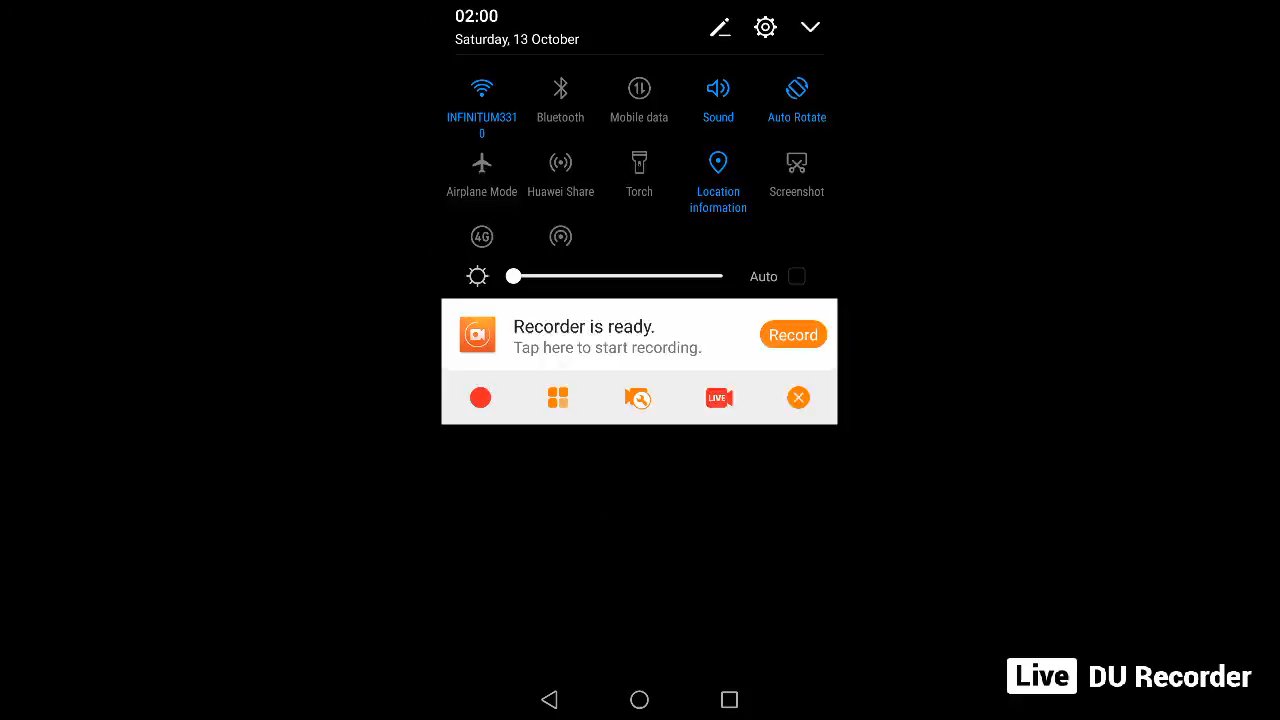 02:00
Saturday, 13 October
INFINITUM331
0
Bluetooth
Mobile data
Sound
Auto Rotate
Airplane Mode
Huawei Share
Torch
Location
information
Screenshot
4G
Auto
Recorder is ready.
Tap here to start recording.
Record
LIVE
Live DU Recorder